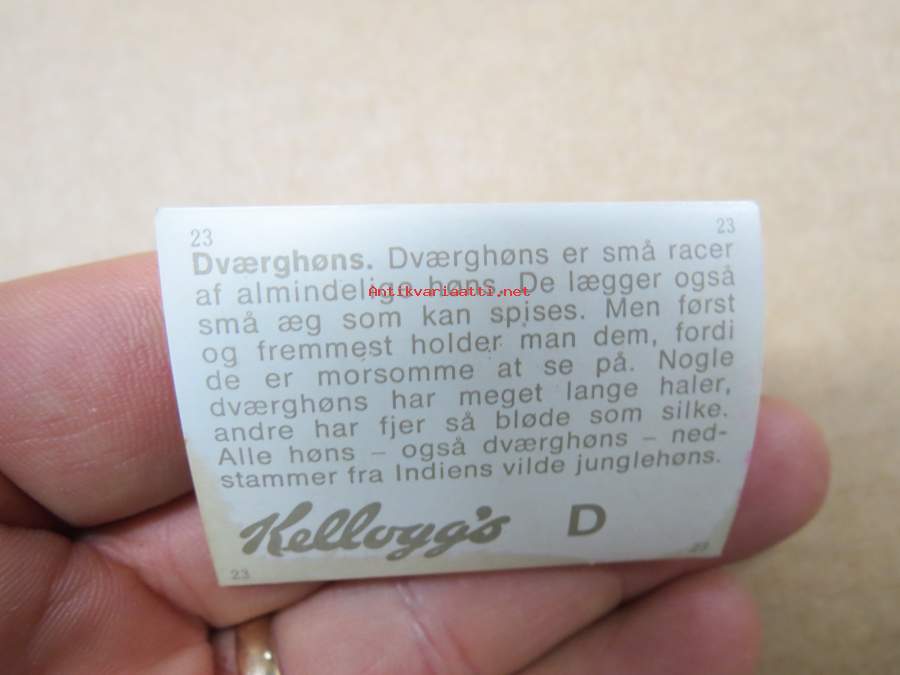 23 23
Dværghøns. Dværghøns er små racer
af almindelige høns. De lægger også
Antikvariaatti.net
små æg som kan spises. Men først
og fremmest holder man dem, fordi
de er morsomme at se på. Nogle
dværghøns har meget lange haler,
andre har fjer så bløde som silke.
Alle høns – også dværghøns – ned-
stammer fra Indiens vilde junglehøns.
Kellogg's D
23 23